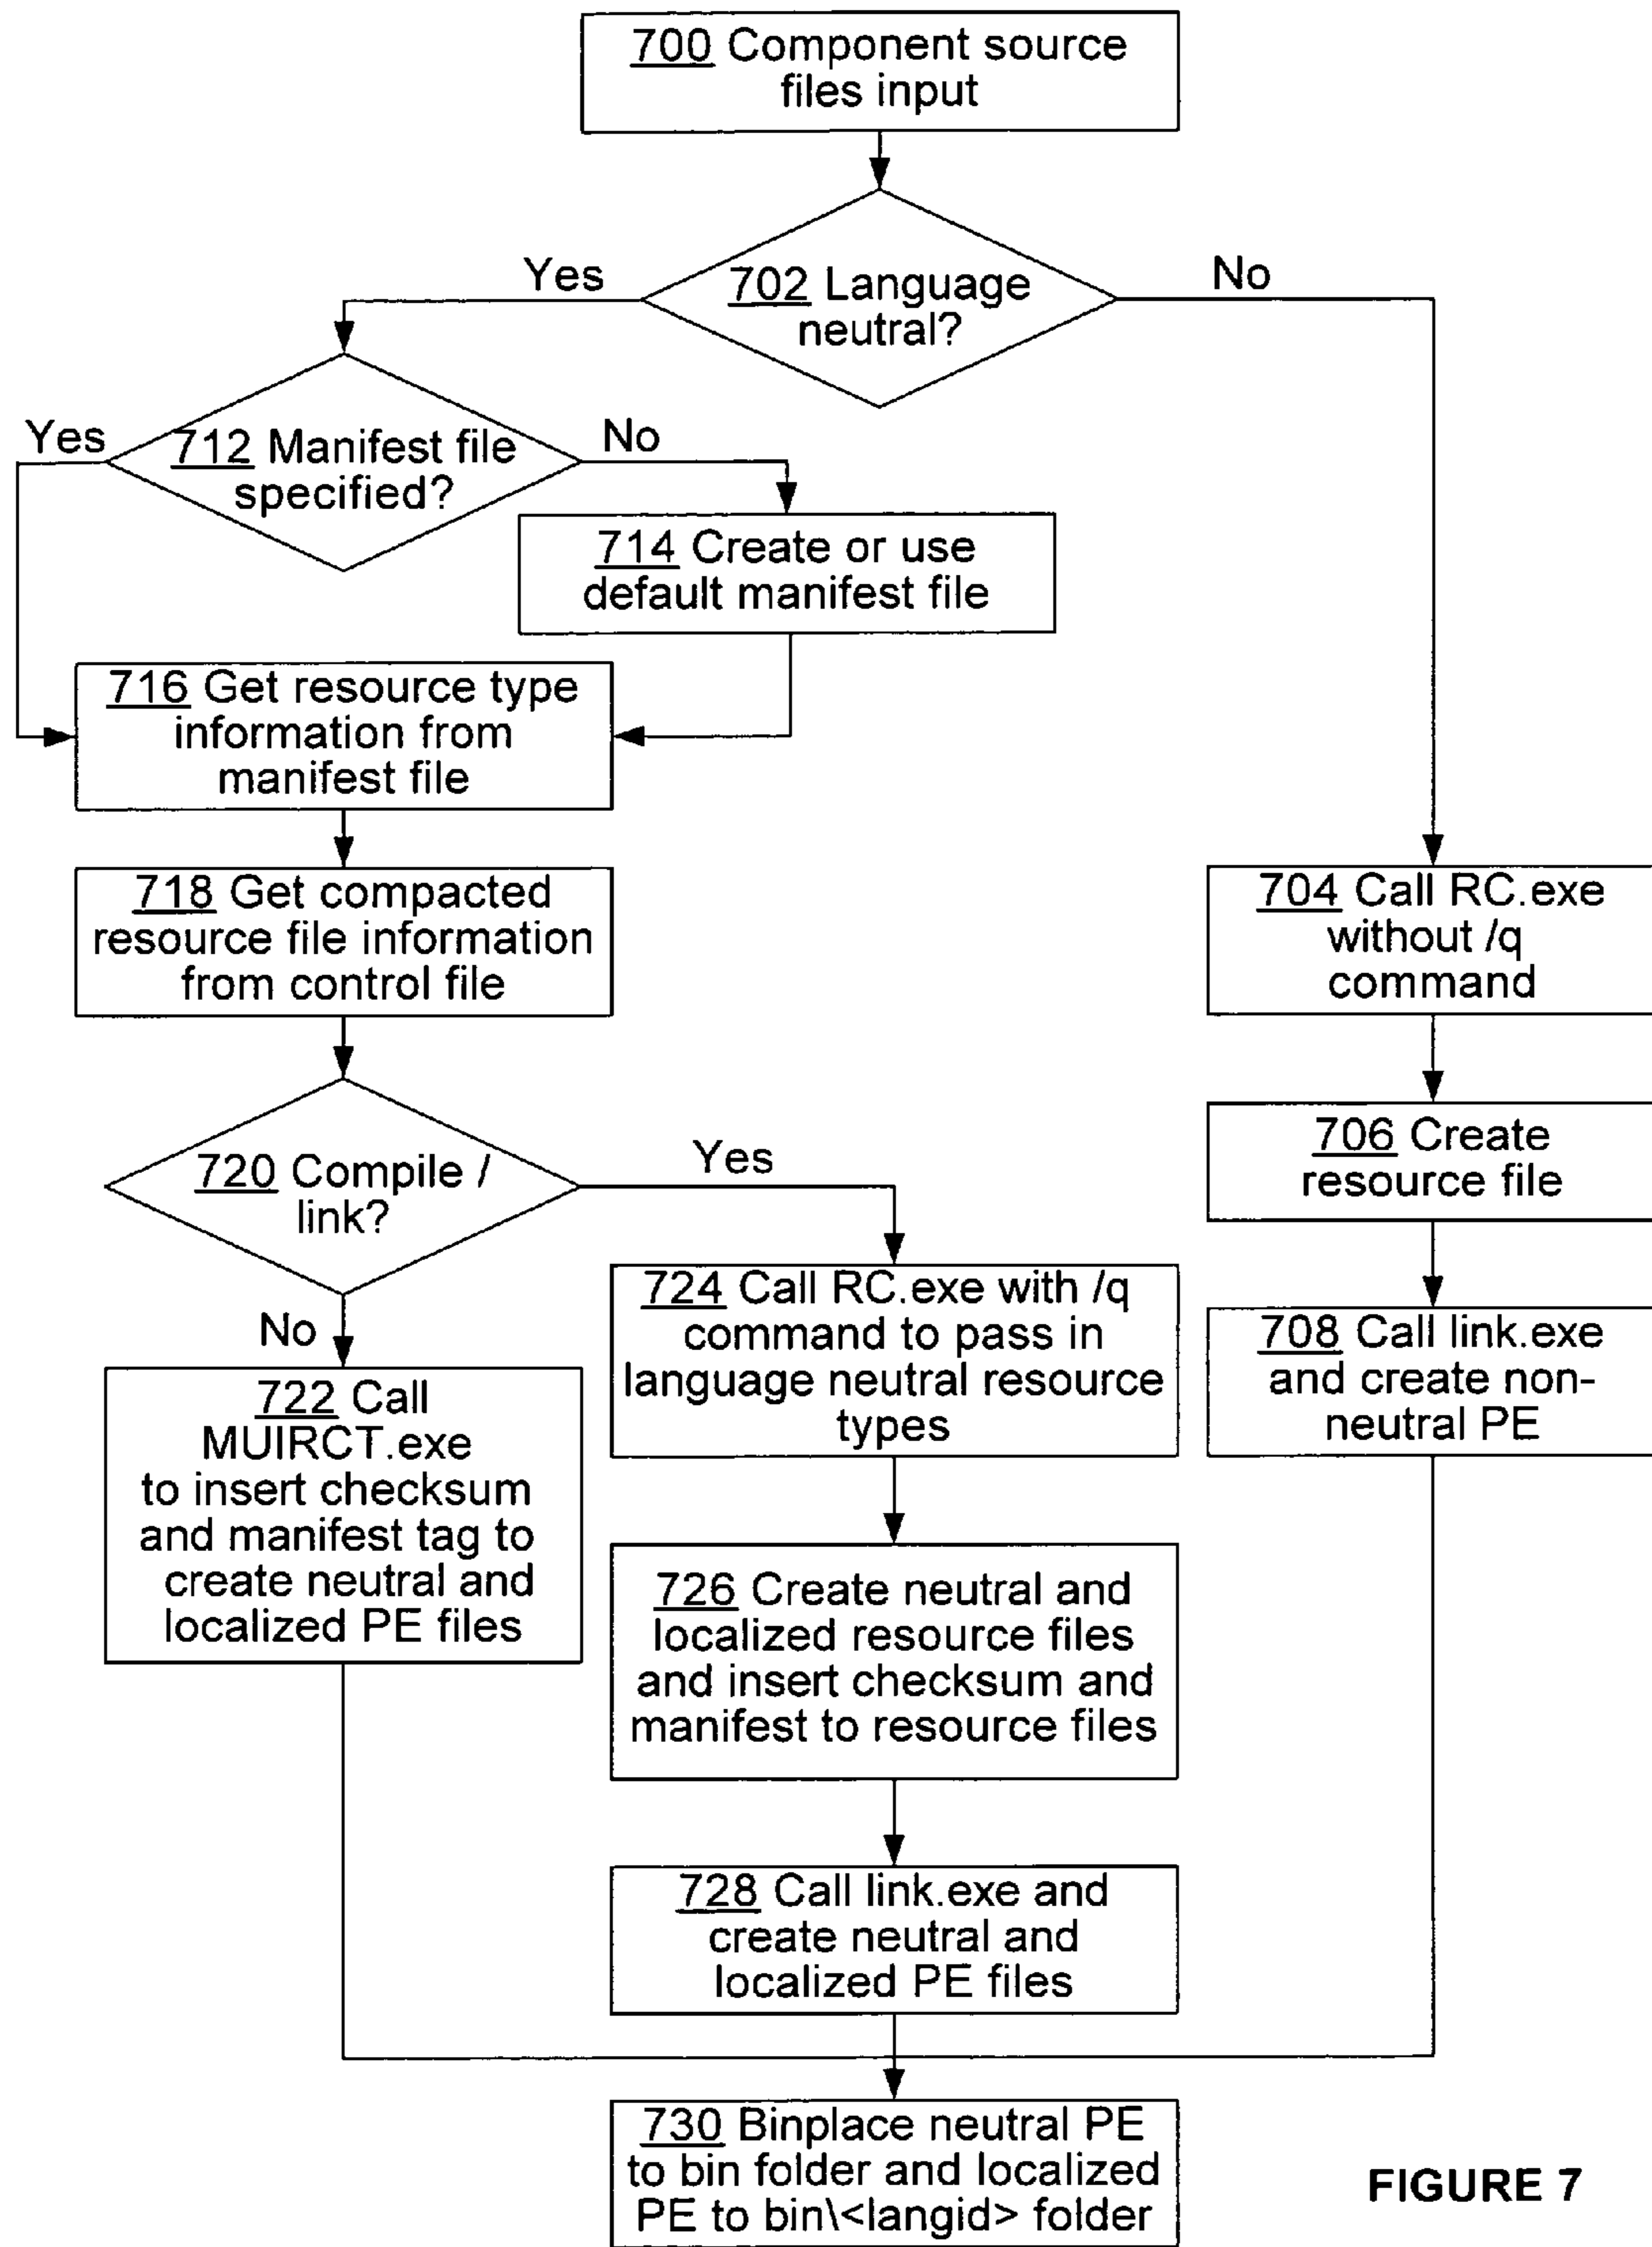 700 Component source
files input
Yes
702 Language
neutral?
No
Yes
712 Manifest file
specified?
No
714 Create or use
default manifest file
716 Get resource type
information from
manifest file
718 Get compacted
resource file information
from control file
704 Call RC.exe
without /q
command
706 Create
resource file
720 Compile /
link?
Yes
No
724 Call RC.exe with /q
command to pass in
language neutral resource
types
708 Call link.exe
and create non-
neutral PE
722 Call
MUIRCT.exe
to insert checksum
and manifest tag to
create neutral and
localized PE files
726 Create neutral and
localized resource files
and insert checksum and
manifest to resource files
728 Call link.exe and
create neutral and
localized PE files
730 Binplace neutral PE
to bin folder and localized
PE to bin\<langid> folder
FIGURE 7